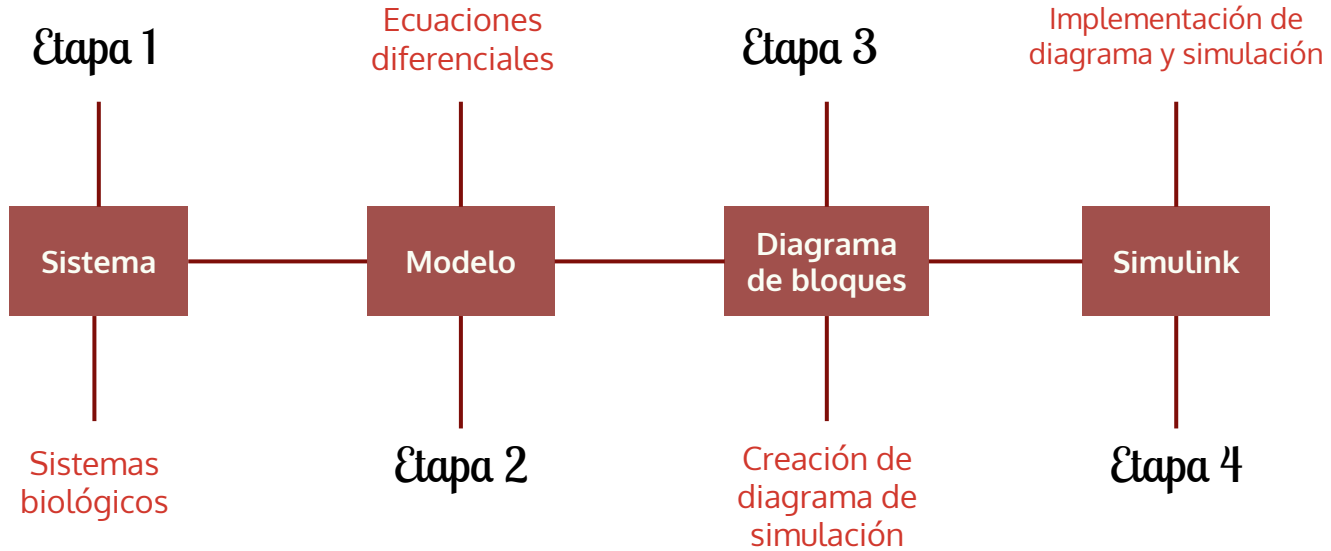 Etapa 1
Ecuaciones
diferenciales
Etapa 3
Implementación de
diagrama y simulación
Sistema
Modelo
Diagrama
de bloques
Simulink
Sistemas
biológicos
Etapa 2
Creación de
diagrama de
simulación
Etapa 4